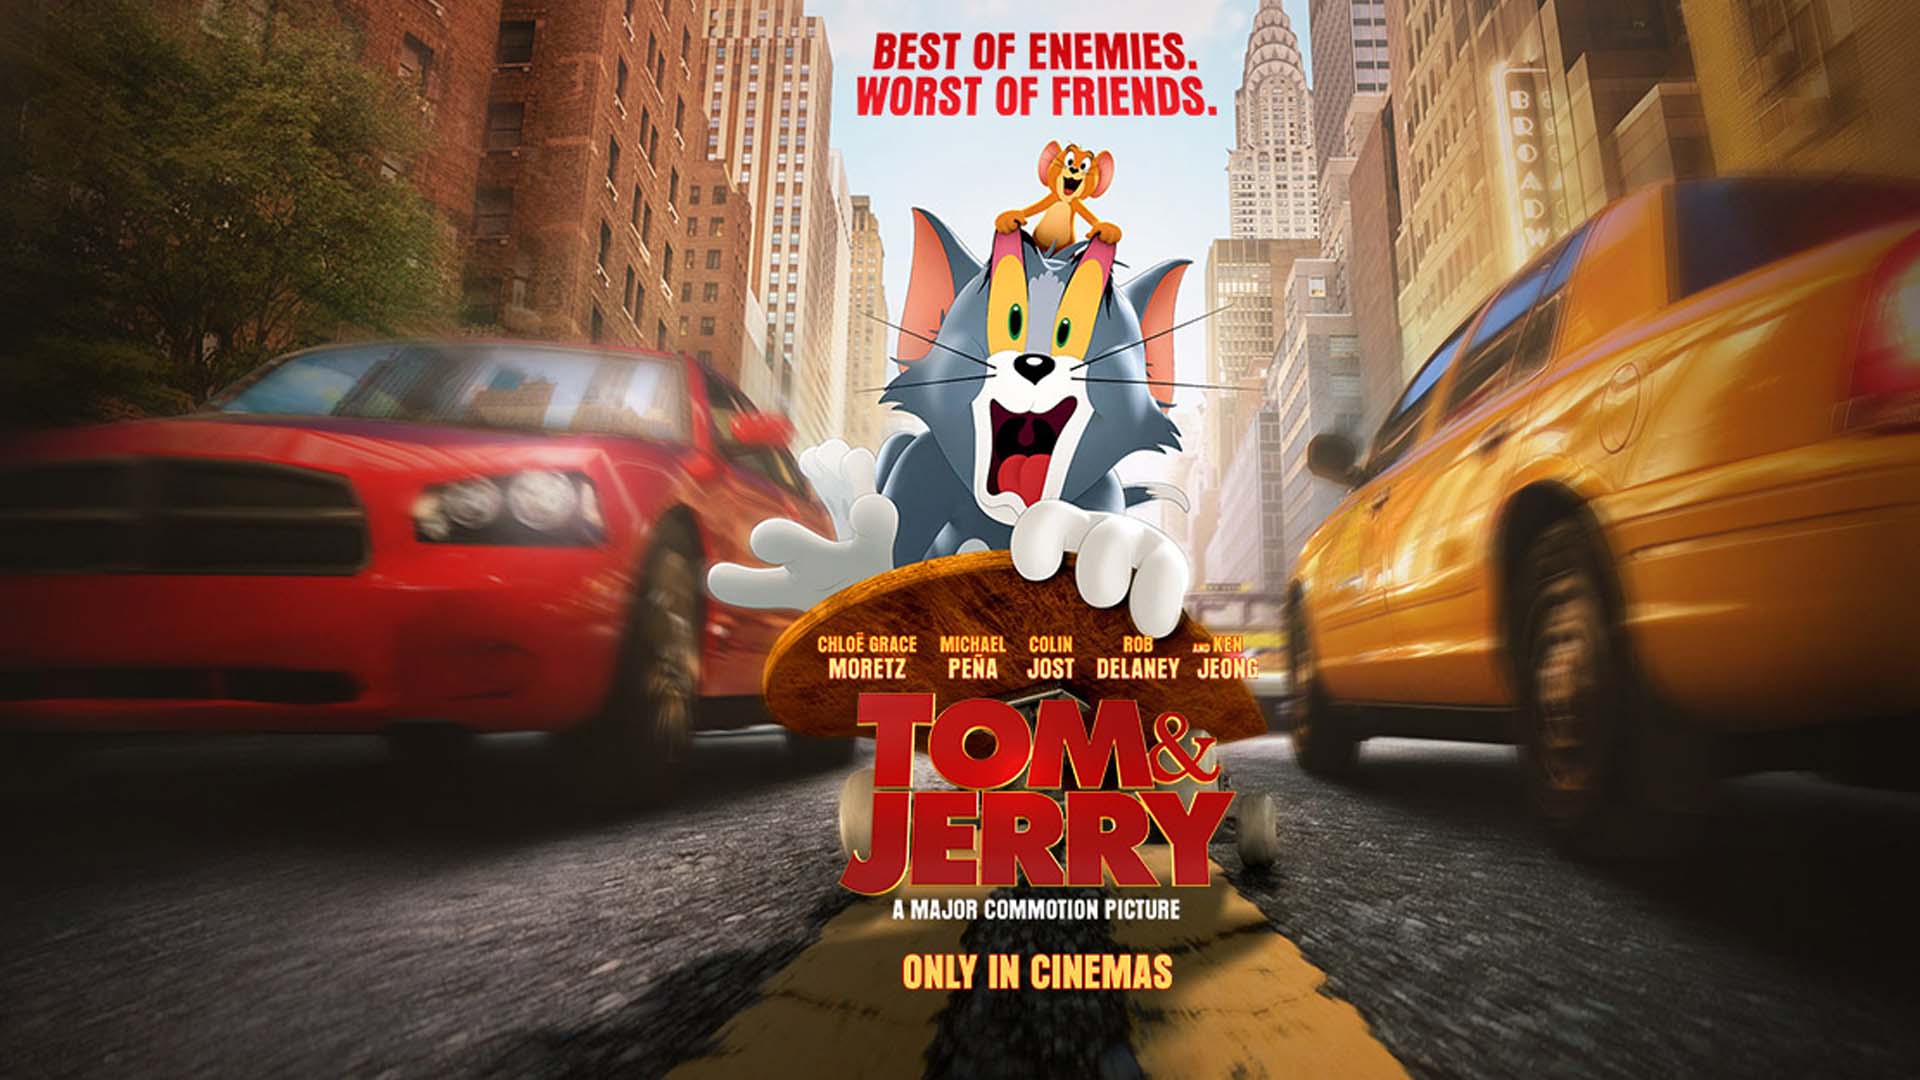 BEST OF ENEMIES.
WORST OF FRIENDS.
BROADW
CHLOË GRACE MORETZ
MICHAEL PEÑA
COLIN JOST
ROB DELANEY
AND KEN JEONG
TOM &
JERRY
A MAJOR COMMOTION PICTURE
ONLY IN CINEMAS